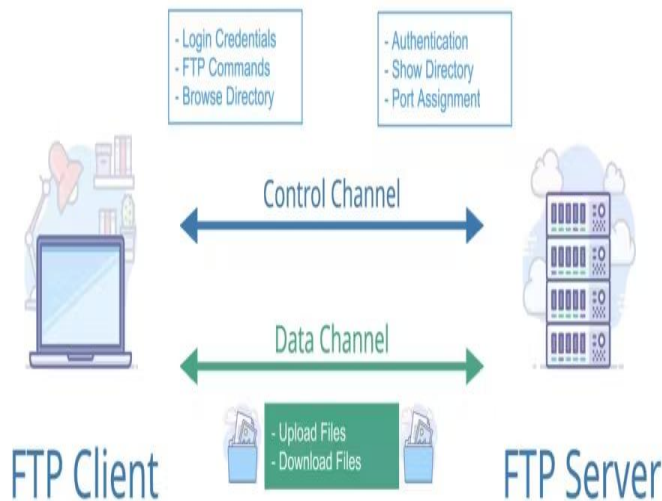 - Login Credentials
- FTP Commands
- Browse Directory
- Authentication
- Show Directory
- Port Assignment
Control Channel
Data Channel
- Upload Files
- Download Files
FTP Client
FTP Server